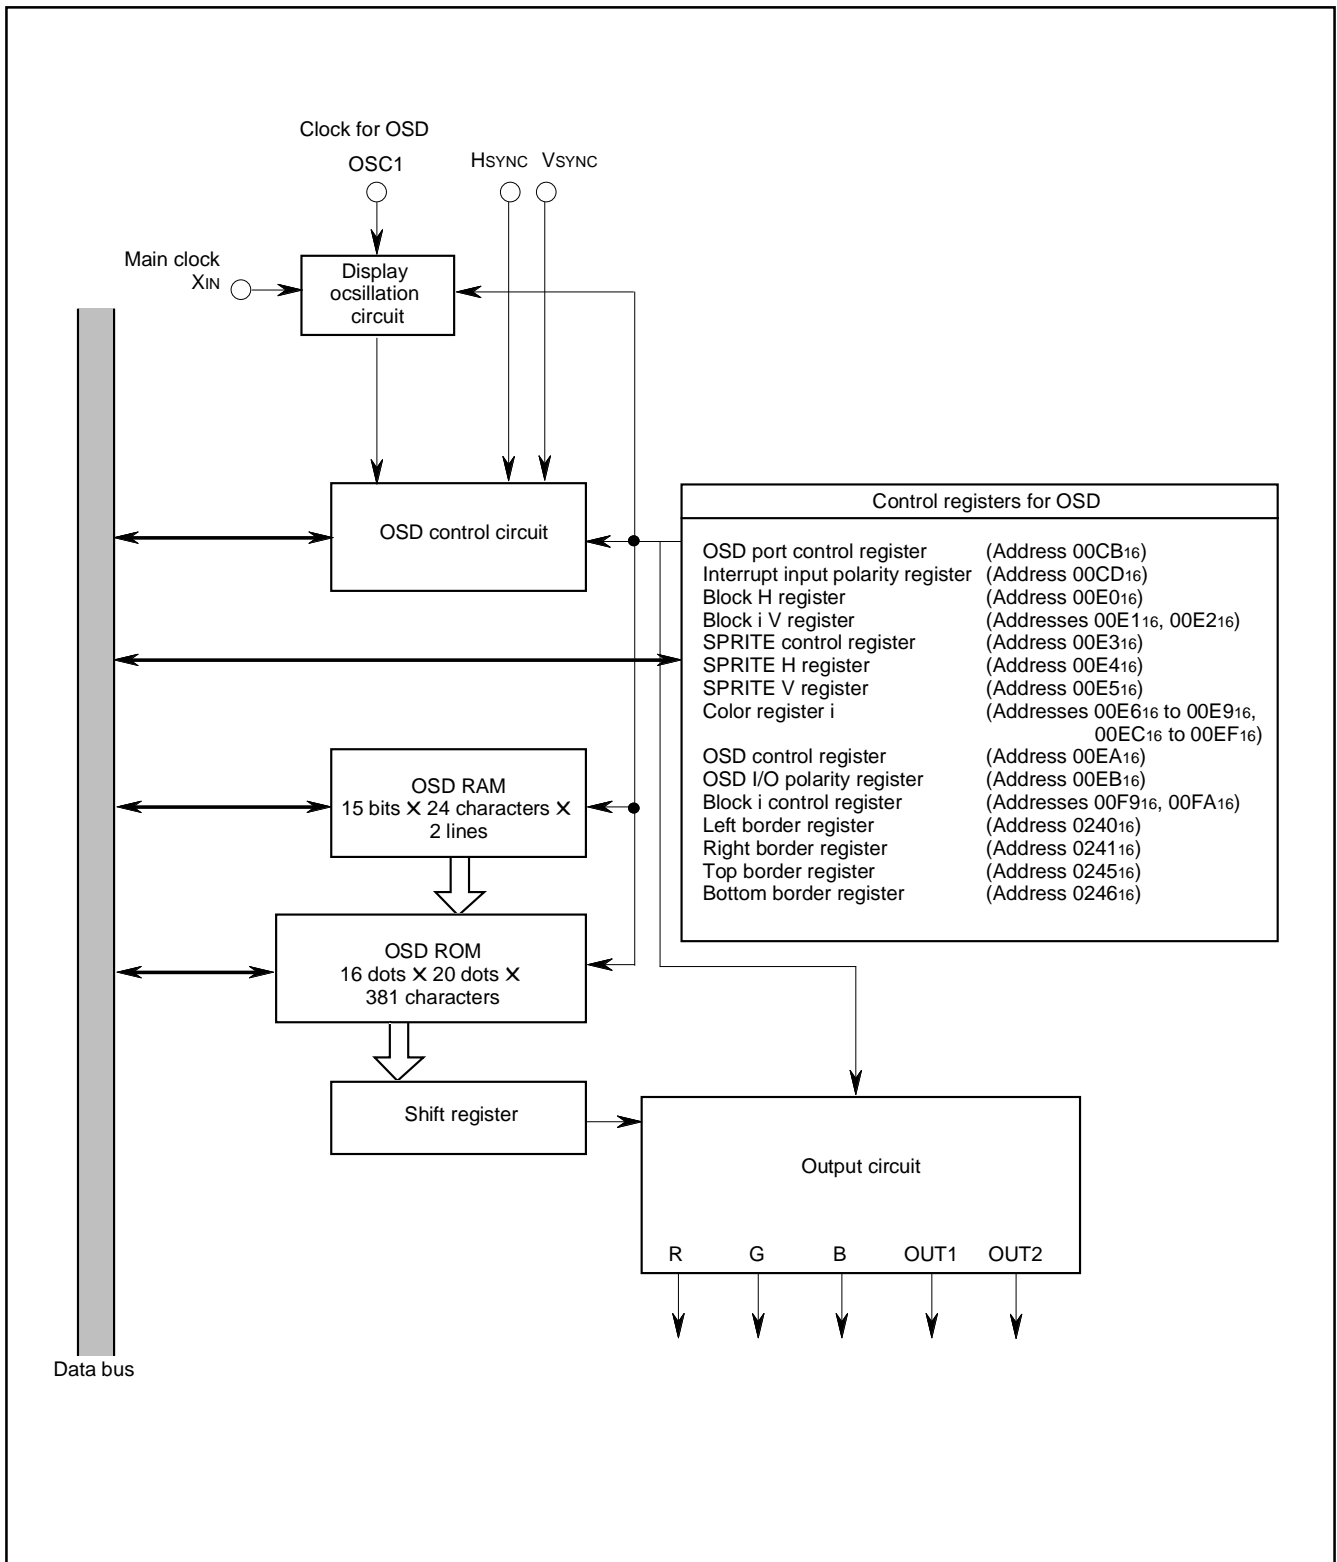 Clock for OSD
OSC1
HSYNC VSYNC
Main clock
XIN
Display
ocsillation
circuit
OSD control circuit
Control registers for OSD
OSD port control register (Address 00CB16)
Interrupt input polarity register (Address 00CD16)
Block H register (Address 00E016)
Block i V register (Addresses 00E116, 00E216)
SPRITE control register (Address 00E316)
SPRITE H register (Address 00E416)
SPRITE V register (Address 00E516)
Color register i (Addresses 00E616 to 00E916,
00EC16 to 00EF16)
OSD control register (Address 00EA16)
OSD I/O polarity register (Address 00EB16)
Block i control register (Addresses 00F916, 00FA16)
Left border register (Address 024016)
Right border register (Address 024116)
Top border register (Address 024516)
Bottom border register (Address 024616)
OSD RAM
15 bits × 24 characters ×
2 lines
OSD ROM
16 dots × 20 dots ×
381 characters
Shift register
Output circuit
R G B OUT1 OUT2
Data bus